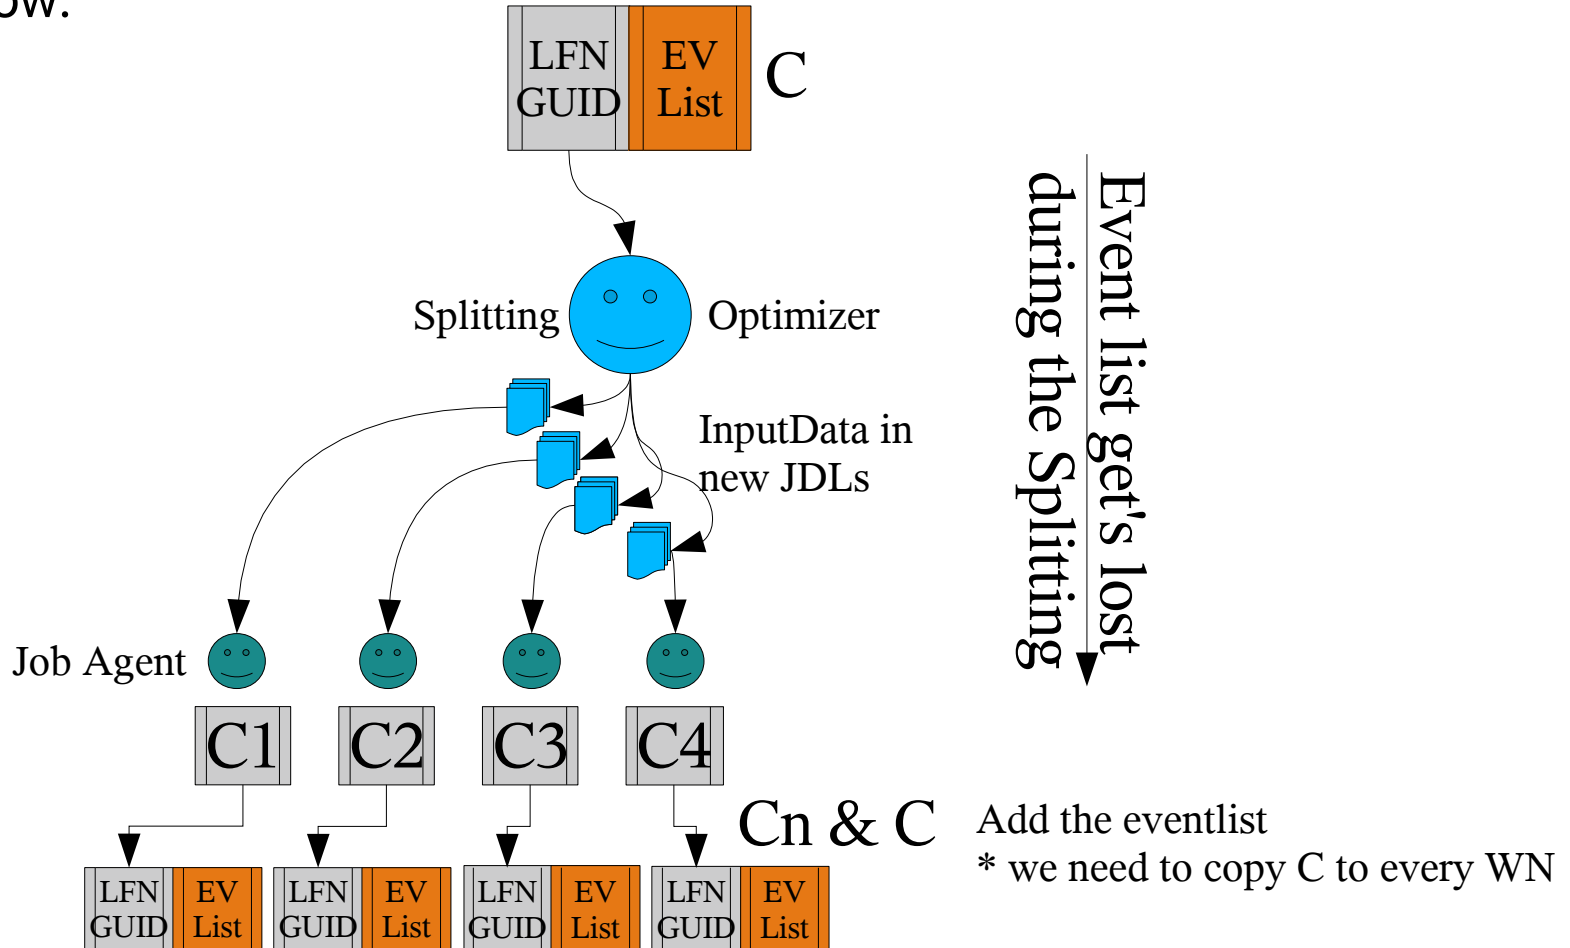 ow:
LFN
GUID
EV
List
C
Splitting
Optimizer
InputData in
new JDLs
Event list get's lost
during the Splitting
Job Agent
C1
C2
C3
C4
Cn & C
Add the eventlist
* we need to copy C to every WN
LFN
GUID
EV
List
LFN
GUID
EV
List
LFN
GUID
EV
List
LFN
GUID
EV
List